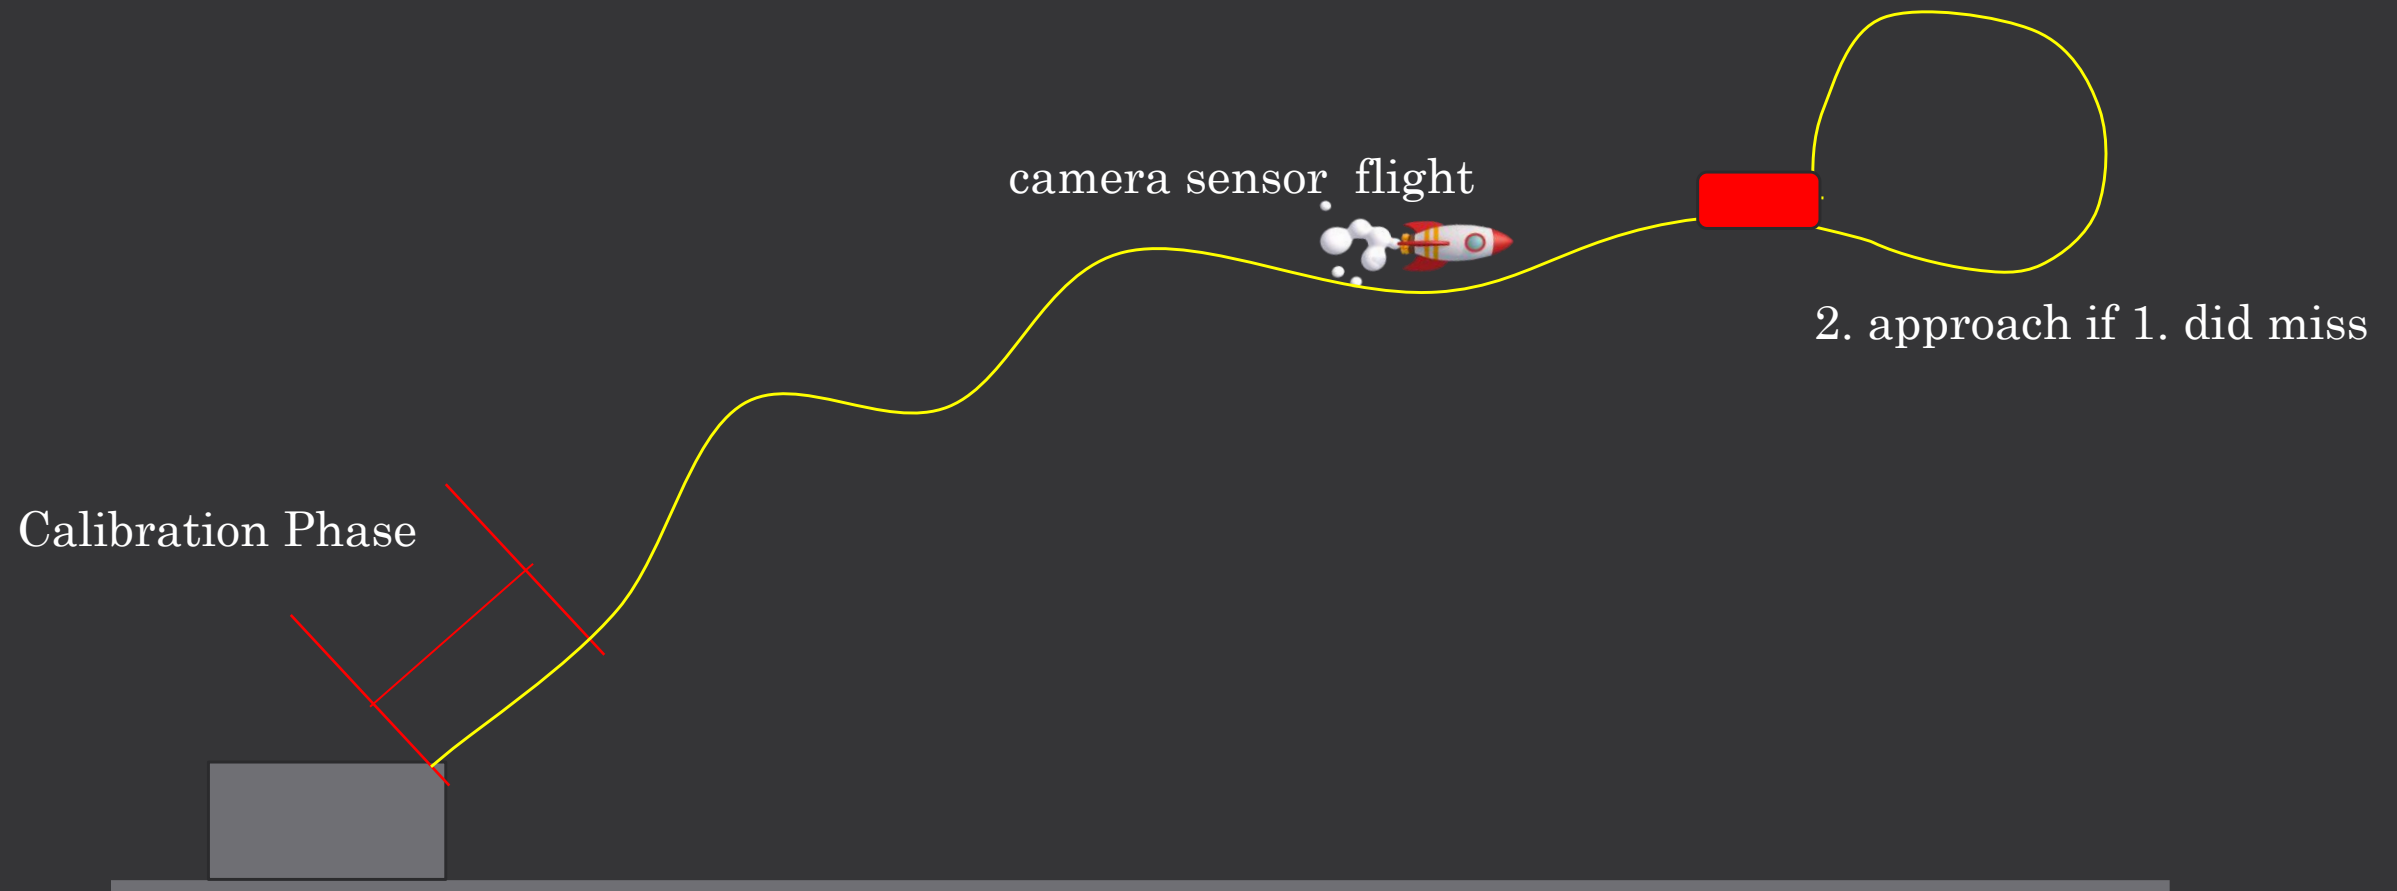 camera sensor  flight
2. approach if 1. did miss
Calibration Phase